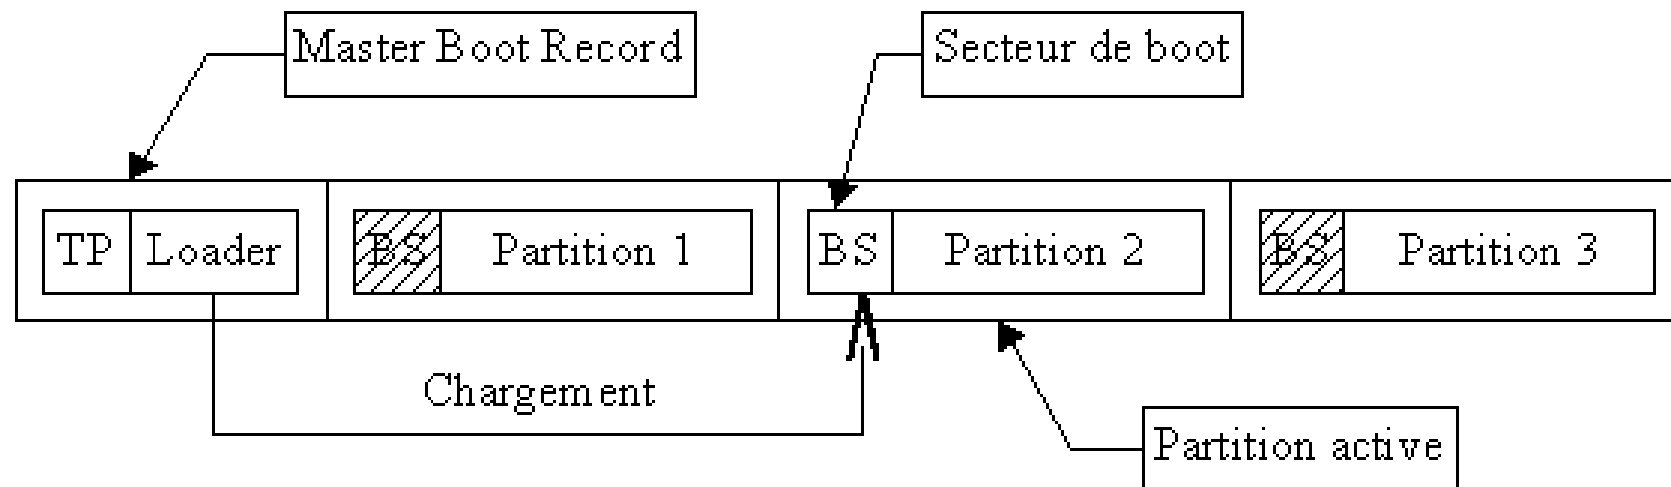 Master Boot Record
Secteur de boot
TP Loader BS Partition 1 BS Partition 2 BS Partition 3
Chargement
Partition active